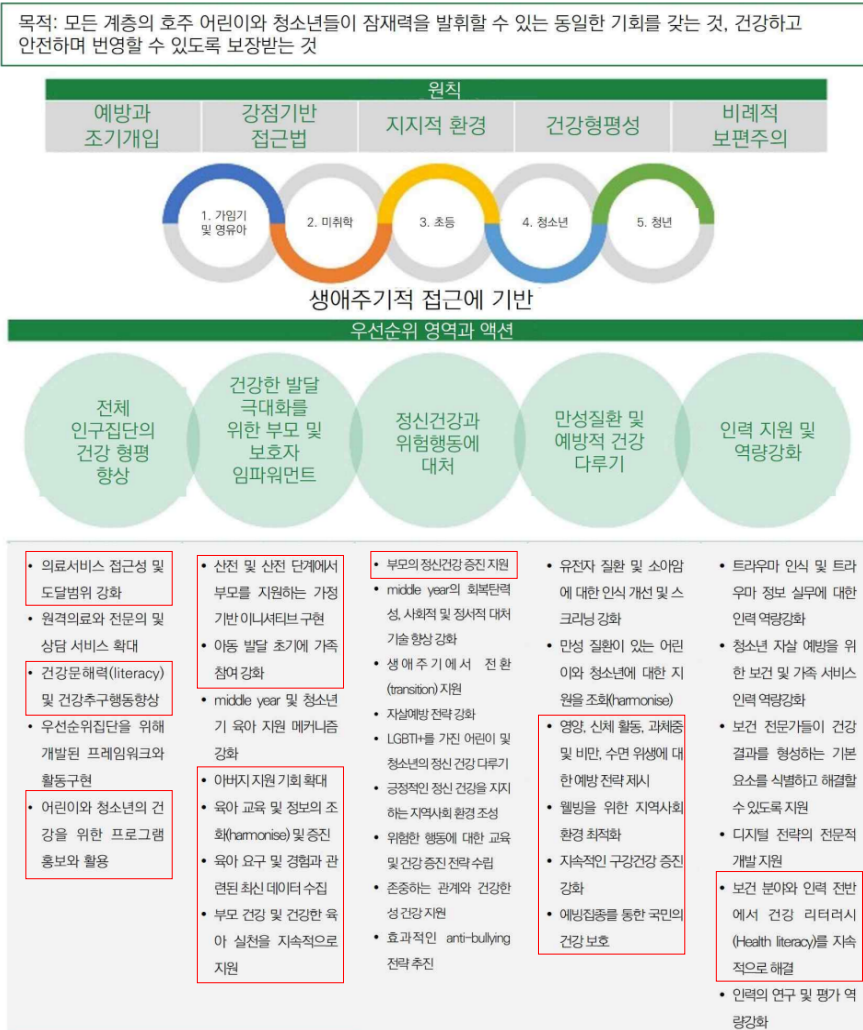 목적: 모든 계층의 호주 어린이와 청소년들이 잠재력을 발휘할 수 있는 동일한 기회를 갖는 것, 건강하고
안전하며 번영할 수 있도록 보장받는 것
원칙
예방과
조기개입
강점기반
접근법
지지적 환경
건강형평성
비례적
보편주의
1. 가임기
및 영유아
2. 미취학
3. 초등
4. 청소년
5. 청년
생애주기적 접근에 기반
우선순위 영역과 액션
전체
인구집단의
건강 형평
향상
건강한 발달
극대화를
위한 부모 및
보호자
임파워먼트
정신건강과
위험행동에
대처
만성질환 및
예방적 건강
다루기
인력 지원 및
역량강화
• 의료서비스 접근성 및
도달범위 강화
• 원격의료와 전문의 및
상담 서비스 확대
• 건강문해력(literacy)
및 건강추구행동향상
• 우선순위집단을 위해
개발된 프레임워크와
활동구현
• 어린이와 청소년의 건
강을 위한 프로그램
홍보와 활용
• 산전 및 산전 단계에서
부모를 지원하는 가정
기반 이니셔티브 구현
• 아동 발달 초기에 가족
참여 강화
• middle year 및 청소년
기 육아 지원 메커니즘
강화
• 아버지 지원 기회 확대
• 육아 교육 및 정보의 조
화(harmonise) 및 증진
• 육아 요구 및 경험과 관
련된 최신 데이터 수집
• 부모 건강 및 건강한 육
아 실천을 지속적으로
지원
• 부모의 정신건강 증진 지원
• middle year의 회복탄력
성, 사회적 및 정서적 대처
기술 향상 강화
• 생애주기에서 전환
(transition) 지원
• 자살예방 전략 강화
• LGBTI+를 가진 어린이 및
청소년의 정신 건강 다루기
• 긍정적인 정신 건강을 지지
하는 지역사회 환경 조성
• 위험한 행동에 대한 교육
및 건강 증진 전략 수립
• 존중하는 관계와 건강한
성 건강 지원
• 효과적인 anti-bullying
전략 추진
• 유전자 질환 및 소아암
에 대한 인식 개선 및 스
크리닝 강화
• 만성 질환이 있는 어린
이와 청소년에 대한 지
원을 조화(harmonise)
• 영양, 신체 활동, 과체중
및 비만, 수면 위생에 대
한 예방 전략 제시
• 웰빙을 위한 지역사회
환경 최적화
• 지속적인 구강건강 증진
강화
• 예빙집종를 통한 국민의
건강 보호
• 트라우마 인식 및 트라
우마 정보 실무에 대한
인력 역량강화
• 청소년 자살 예방을 위
한 보건 및 가족 서비스
인력 역량강화
• 보건 전문가들이 건강
결과를 형성하는 기본
요소를 식별하고 해결할
수 있도록 지원
• 디지털 전략의 전문적
개발 지원
• 보건 분야와 인력 전반
에서 건강 리터러시
(Health literacy)를 지속
적으로 해결
• 인력의 연구 및 평가 역
량강화